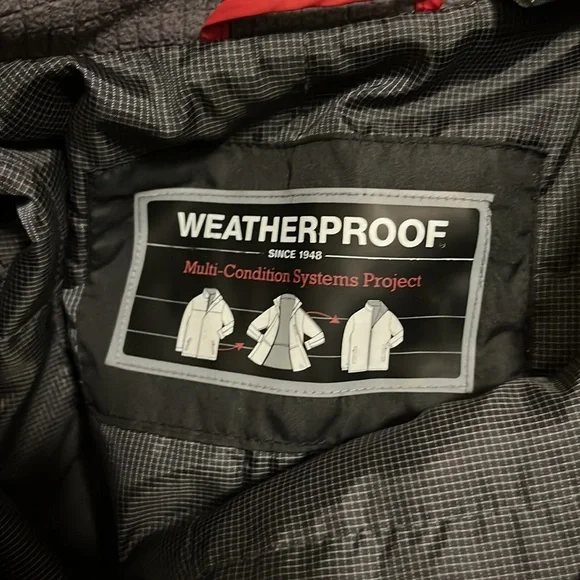 WEATHERPROOF
SINCE 1948
Multi-Condition Systems Project